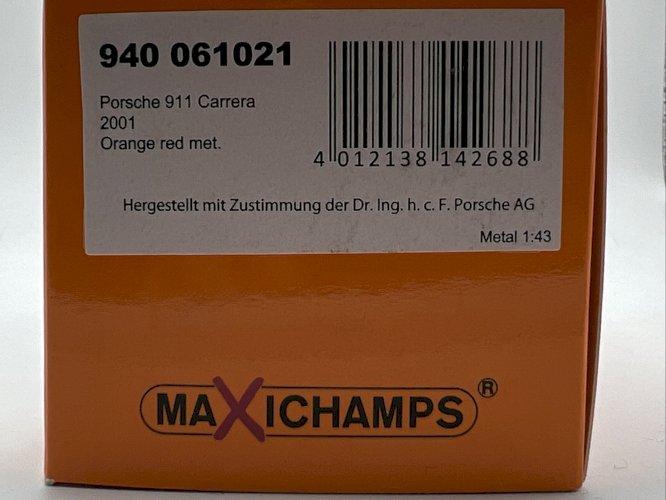 940 061021
Porsche 911 Carrera
2001
Orange red met.
4 012138 142688
Hergestellt mit Zustimmung der Dr. Ing. h. c. F. Porsche AG
Metal 1:43
MAXICHAMPS®